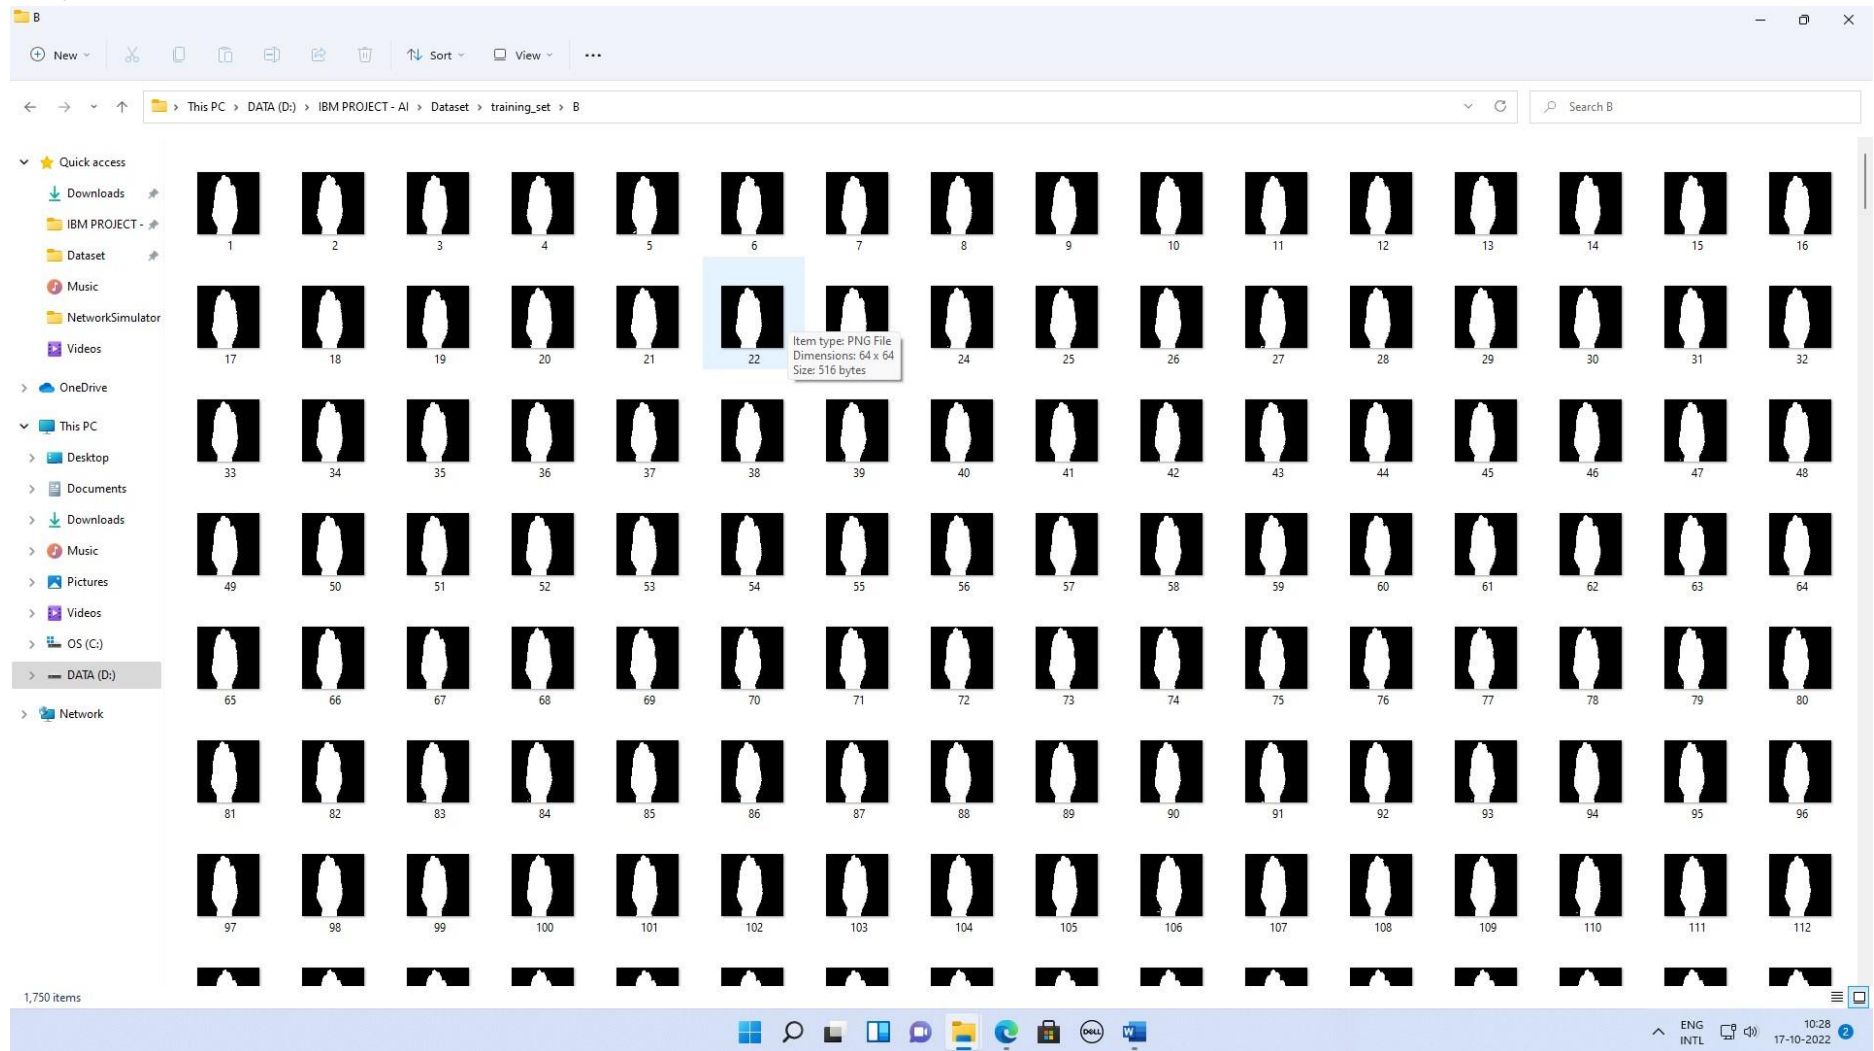 B
New
Sort
View
This PC > DATA (D:) > IBM PROJECT - AI > Dataset > training_set > B
Search B
Quick access
Downloads
IBM PROJECT -
Dataset
Music
NetworkSimulator
Videos
OneDrive
This PC
Desktop
Documents
Downloads
Music
Pictures
Videos
OS (C:)
DATA (D:)
Network
1 2 3 4 5 6 7 8 9 10 11 12 13 14 15 16
17 18 19 20 21 22 24 25 26 27 28 29 30 31 32
Item type: PNG File
Dimensions: 64 x 64
Size: 516 bytes
33 34 35 36 37 38 39 40 41 42 43 44 45 46 47 48
49 50 51 52 53 54 55 56 57 58 59 60 61 62 63 64
65 66 67 68 69 70 71 72 73 74 75 76 77 78 79 80
81 82 83 84 85 86 87 88 89 90 91 92 93 94 95 96
97 98 99 100 101 102 103 104 105 106 107 108 109 110 111 112
1,750 items
DELL
W
ENG
INTL
10:28
17-10-2022
2